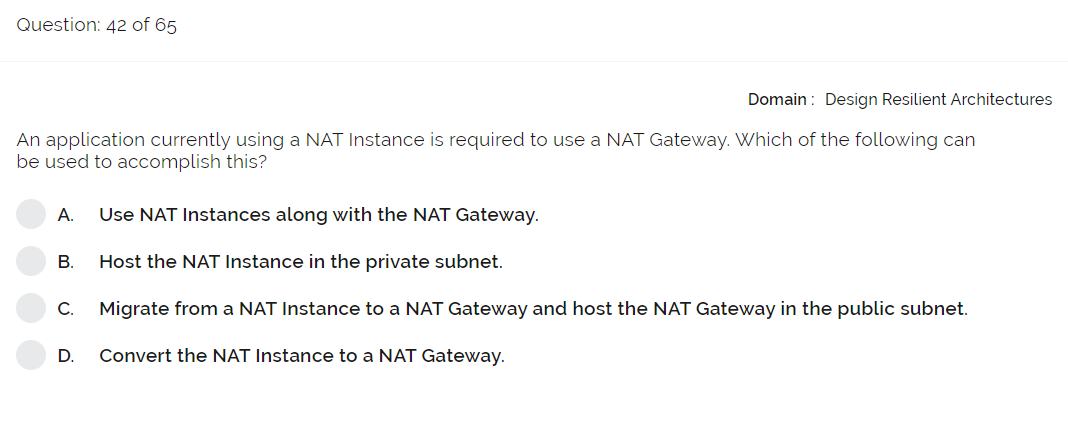 Question: 42 of 65
Domain : Design Resilient Architectures
An application currently using a NAT Instance is required to use a NAT Gateway. Which of the following can
be used to accomplish this?
A. Use NAT Instances along with the NAT Gateway.
B. Host the NAT Instance in the private subnet.
C. Migrate from a NAT Instance to a NAT Gateway and host the NAT Gateway in the public subnet.
D. Convert the NAT Instance to a NAT Gateway.